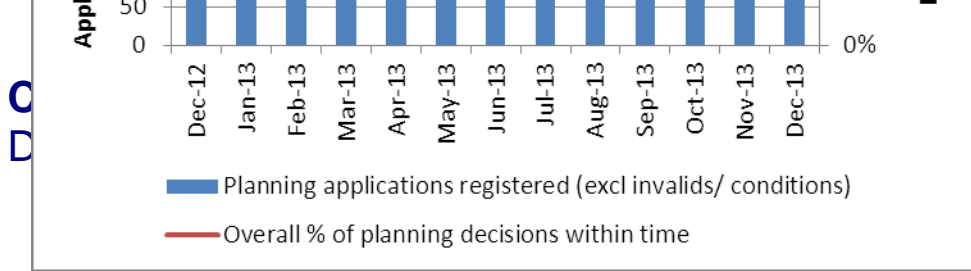 50
0
0%
Dec-12 Jan-13 Feb-13 Mar-13 Apr-13 May-13 Jun-13 Jul-13 Aug-13 Sep-13 Oct-13 Nov-13 Dec-13
Planning applications registered (excl invalids/ conditions)
Overall % of planning decisions within time